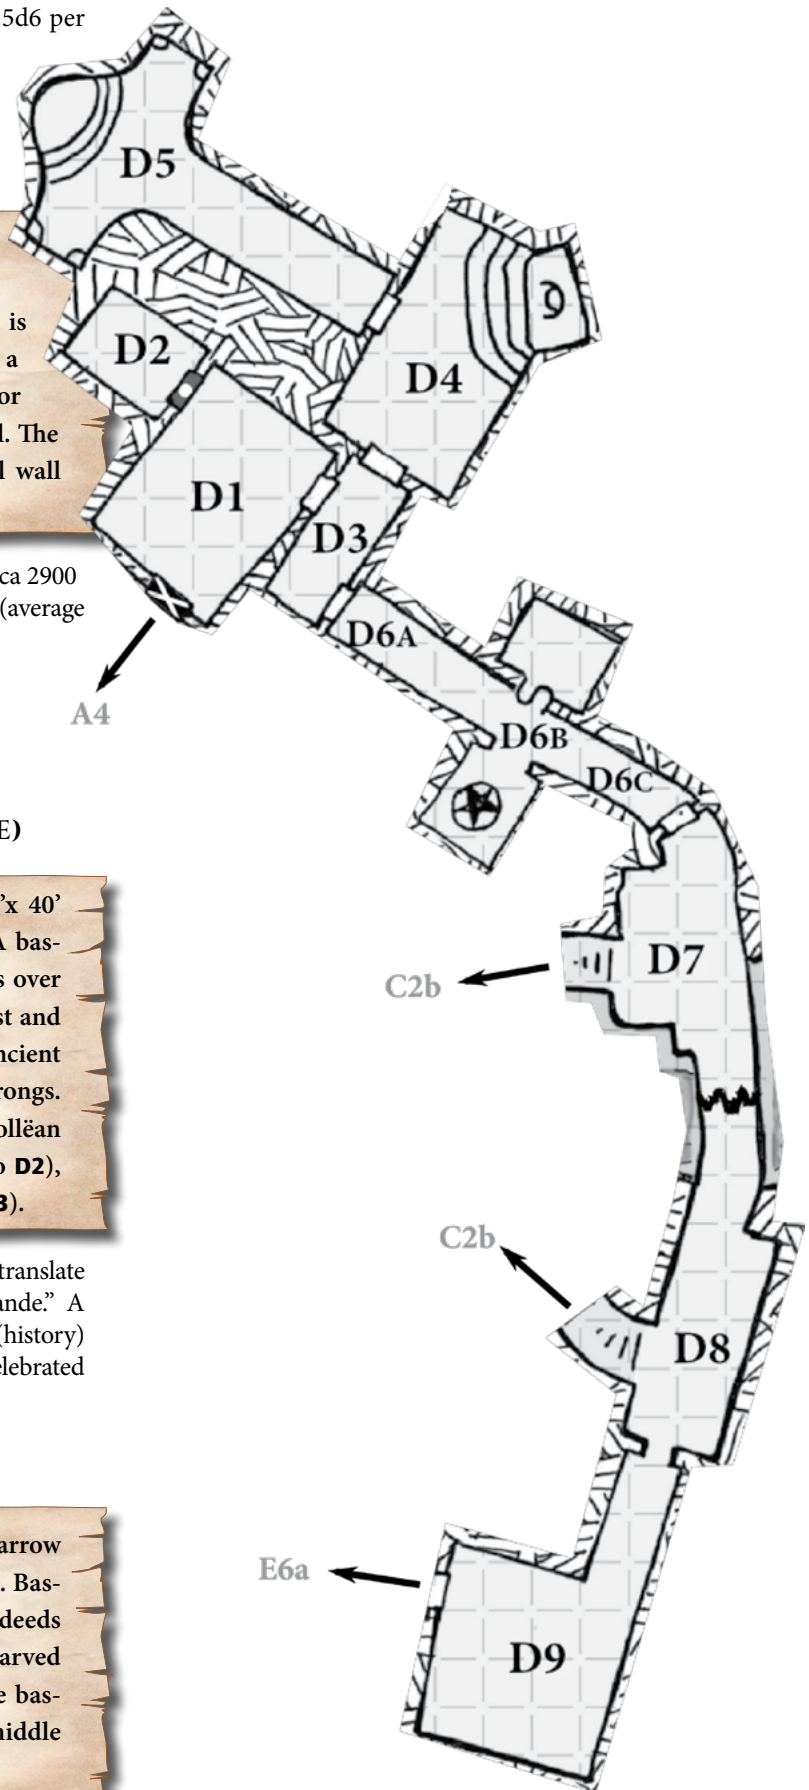 5d6 per
is
a
or
l. The
l wall
ca 2900
(average
E)
’x 40’
A bas-
s over
st and
ncient
rongs.
ollëan
o D2),
3).
translate
ande.” A
(history)
elebrated
arrow
. Bas-
deeds
arved
e bas-
niddle
D5
D2
D4
D1
D3
D6A
A4
D6B
D6C
D7
C2b
C2b
D8
E6a
D9